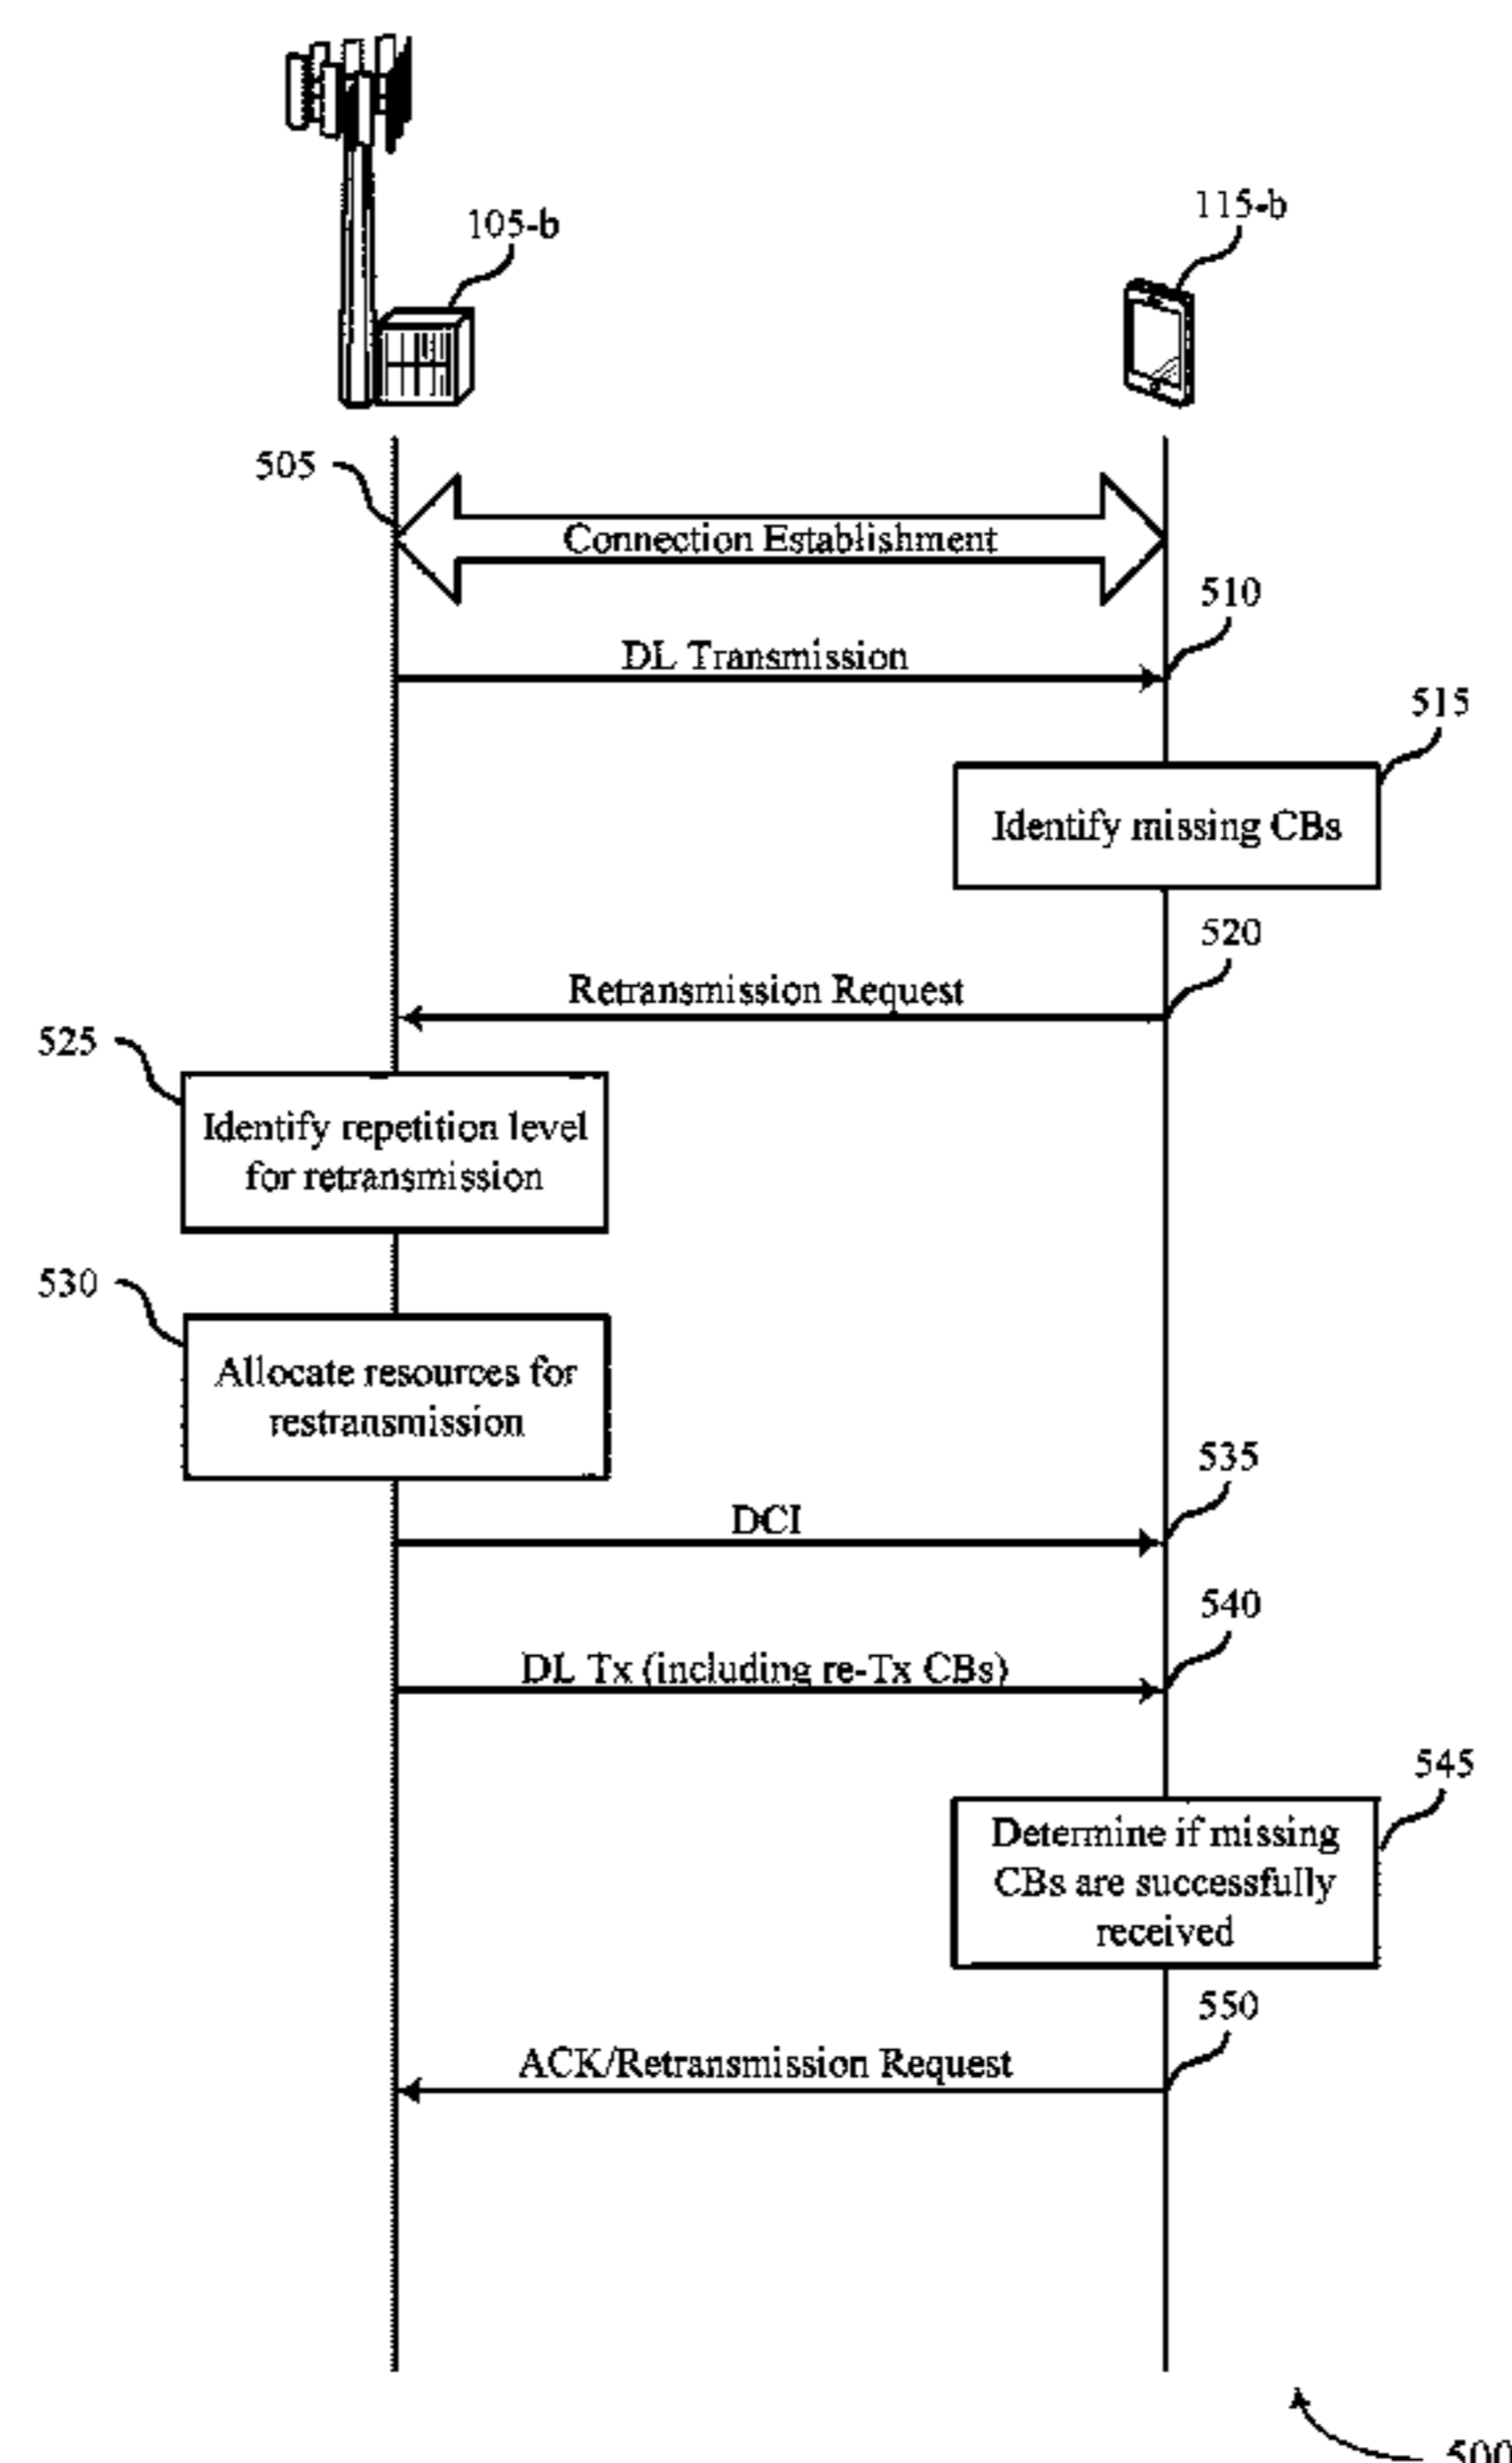 105-b
115-b
505
Connection Establishment
510
DL Transmission
515
Identify missing CBs
520
Retransmission Request
525
Identify repetition level
for retransmission
530
Allocate resources for
restransmission
535
DCI
540
DL Tx (including re-Tx CBs)
545
Determine if missing
CBs are successfully
received
550
ACK/Retransmission Request
500